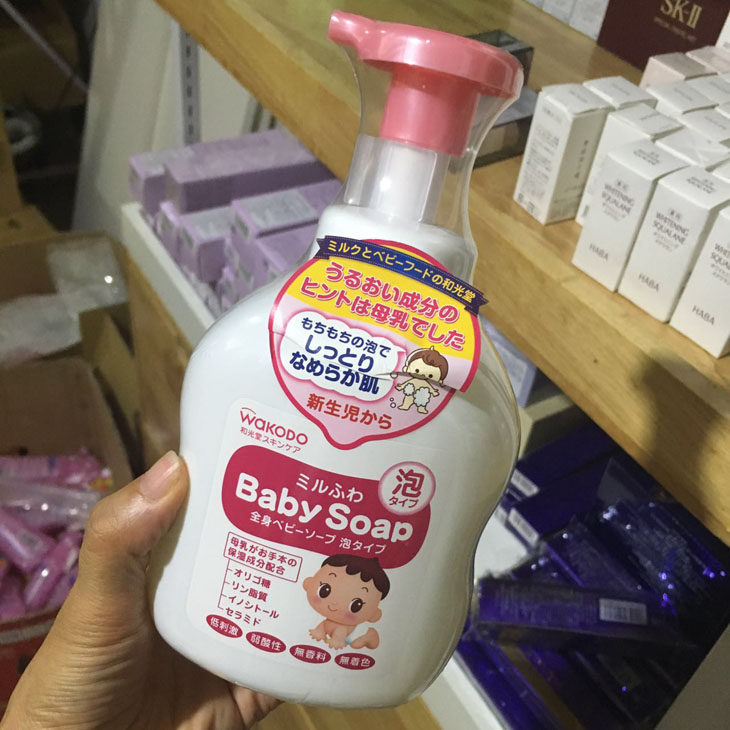 SK-II
ミルクとベビーフードの和光堂
うるおい成分の
ヒントは母乳でした
もちもちの泡で
しっとり
なめらか肌
新生児から
WAKODO
和光堂スキンケア
泡
タイプ
ミルふわ
Baby Soap
全身ベビーソープ 泡タイプ
母乳がお手本の
保湿成分配合
オリゴ糖
リン脂質
イノシトール
セラミド
低刺激
弱酸性
無香料
無着色
WHITENING
SQUALANE
HABA
WHITENING
SQUALANE
HABA
HABA